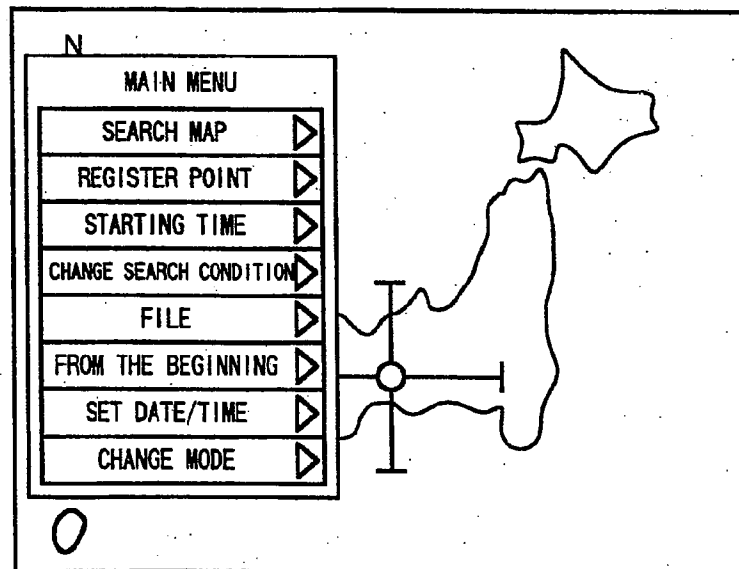 N
MAIN MENU
SEARCH MAP
REGISTER POINT
STARTING TIME
CHANGE SEARCH CONDITION
FILE
FROM THE BEGINNING
SET DATE/TIME
CHANGE MODE